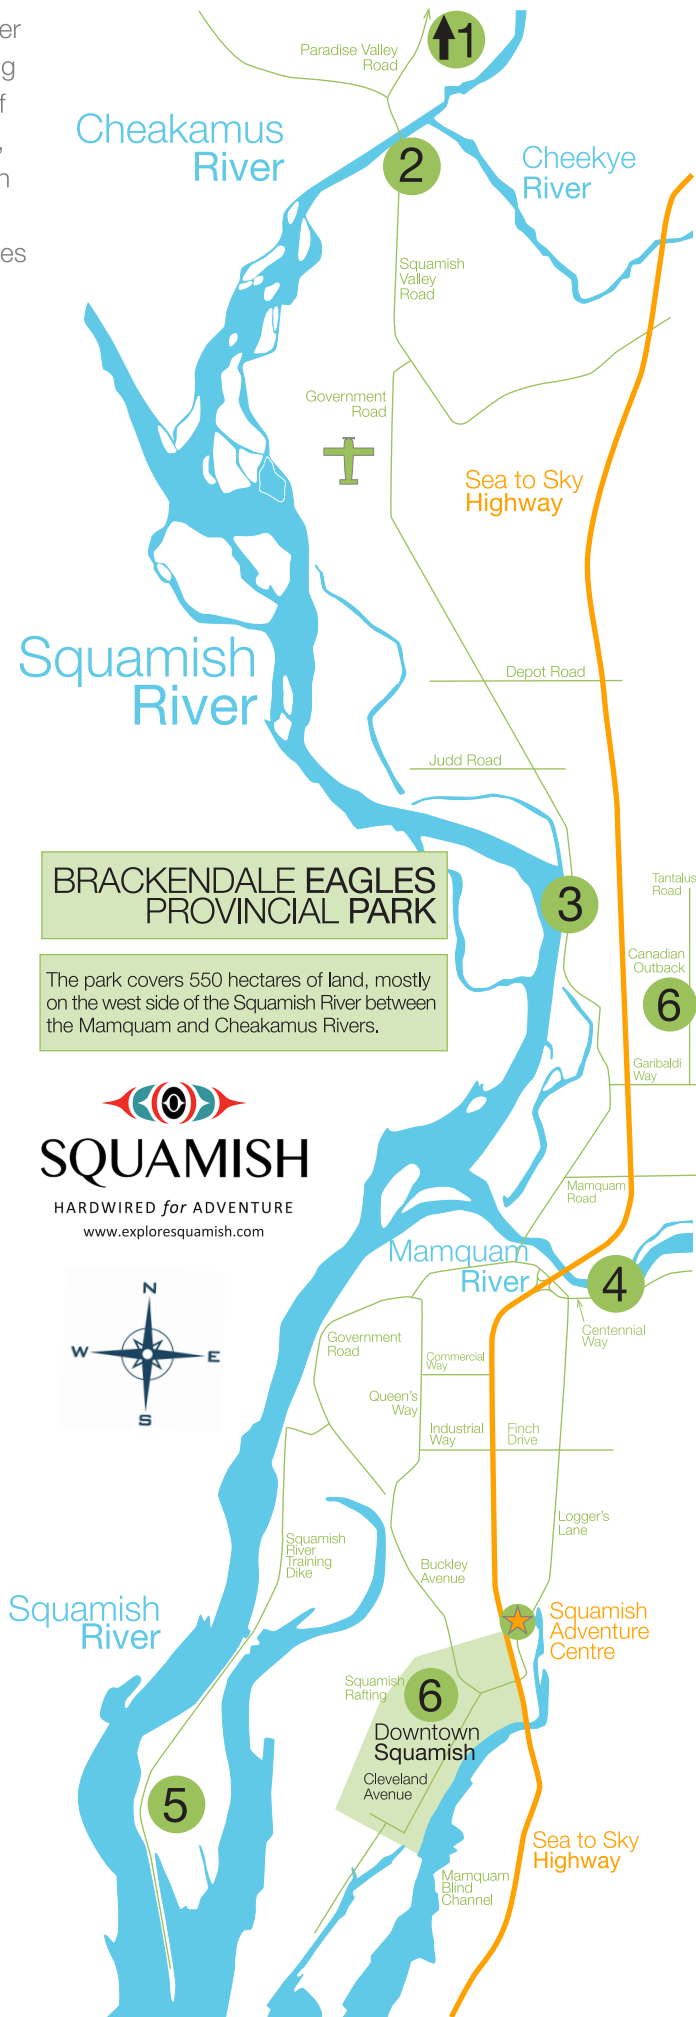 er
g
f
,
n
es
1
Paradise Valley
Road
Cheakamus
River
2
Cheekye
River
Squamish
Valley
Road
Government
Road
Sea to Sky
Highway
Squamish
River
Depot Road
Judd Road
BRACKENDALE EAGLES
PROVINCIAL PARK
3
Tantalus
Road
Canadian
Outback
6
The park covers 550 hectares of land, mostly
on the west side of the Squamish River between
the Mamquam and Cheakamus Rivers.
Garibaldi
Way
SQUAMISH
HARDWIRED for ADVENTURE
www.exploresquamish.com
Mamquam
Road
Mamquam
River
4
N
W
E
S
Centennial
Way
Government
Road
Commercial
Way
Queen's
Way
Industrial
Way
Finch
Drive
Logger's
Lane
Squamish
River
Training
Dike
Buckley
Avenue
Squamish
River
Squamish
Adventure
Centre
Squamish
Rafting
6
Downtown
Squamish
Cleveland
Avenue
5
Sea to Sky
Highway
Mamquam
Blind
Channel